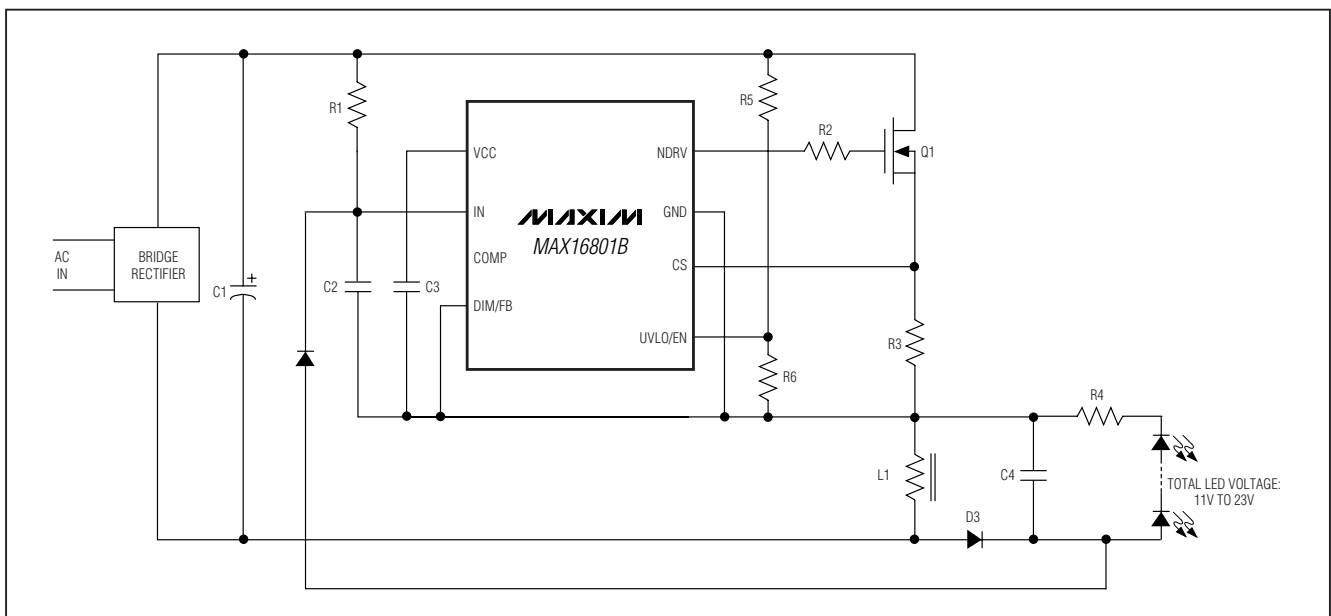 R1
R5
R2
Q1
VCC
NDRV
IN
GND
MAXIM
MAX16801B
COMP
CS
AC
IN
BRIDGE
RECTIFIER
C1
+
C2
C3
DIM/FB
UVLO/EN
R3
R6
R4
L1
C4
TOTAL LED VOLTAGE:
11V TO 23V
D3